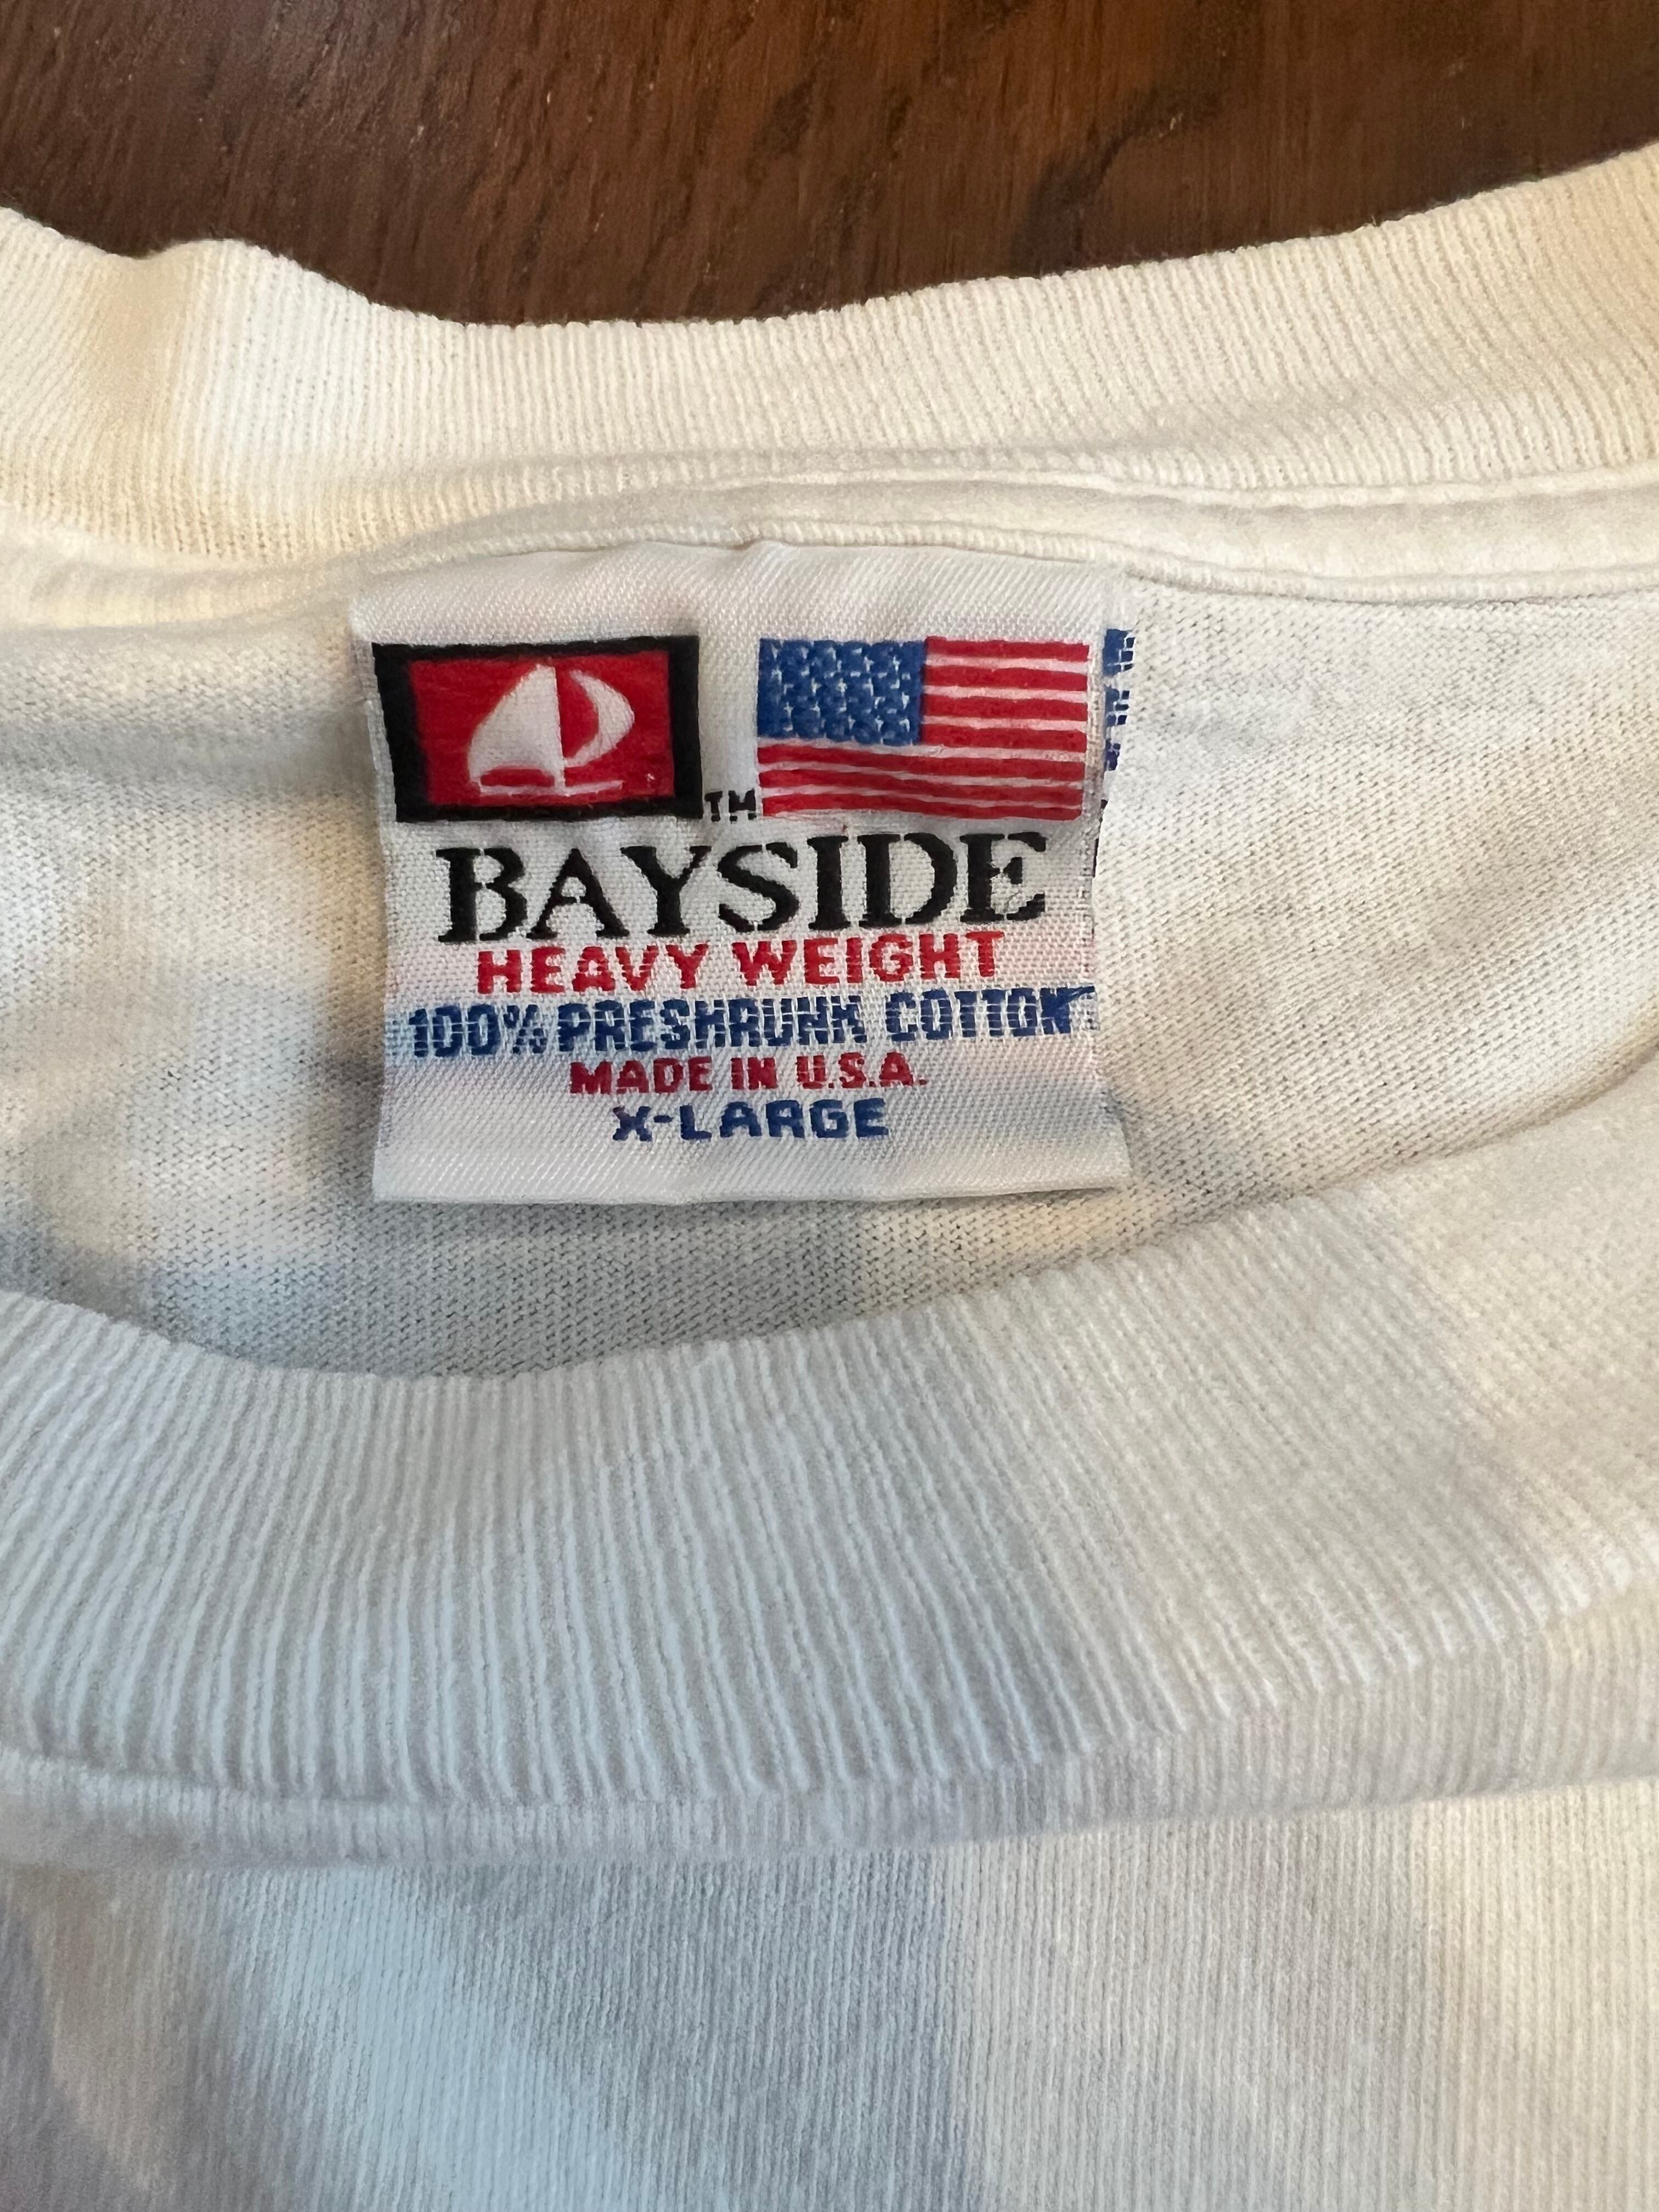 TM
BAYSIDE
HEAVY WEIGHT
100% PRESHRUNK COTTON
MADE IN U.S.A.
X-LARGE